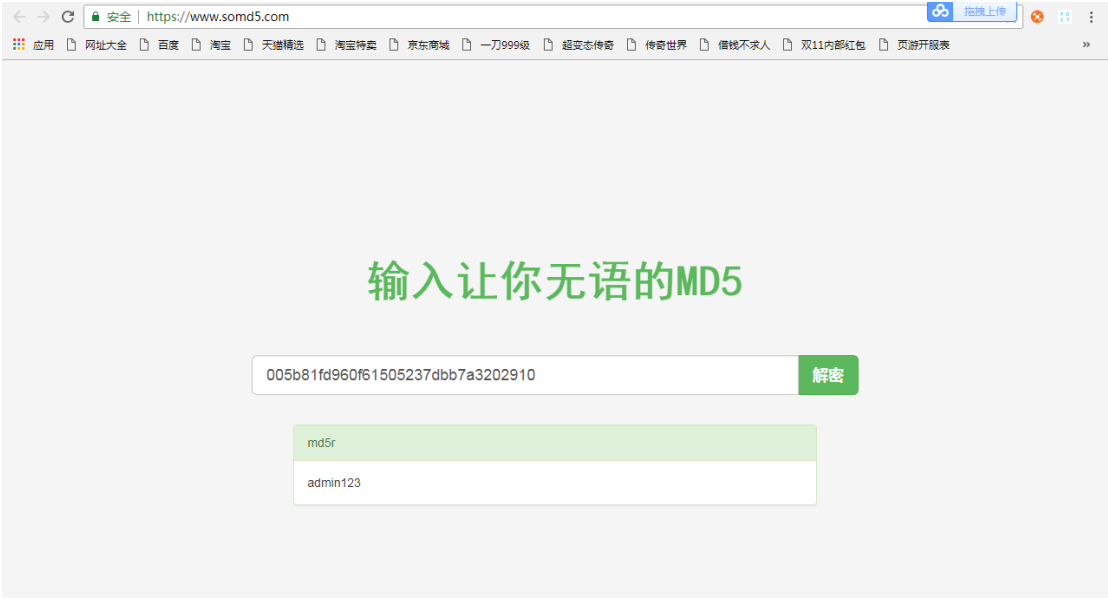 安全 https://www.somd5.com 拖拽上传
应用 网址大全 百度 淘宝 天猫精选 淘宝特卖 京东商城 一刀999级 超变态传奇 传奇世界 借钱不求人 双11内部红包 页游开服表 »
输入让你无语的MD5
005b81fd960f61505237dbb7a3202910 解密
md5r
admin123